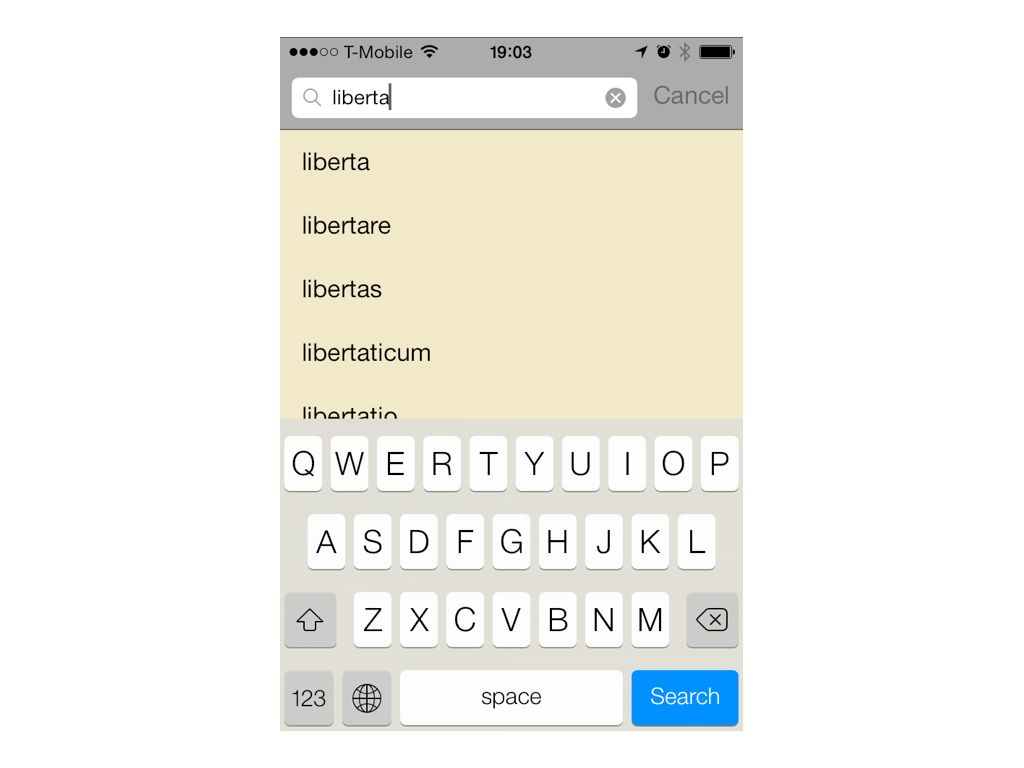 T-Mobile 19:03
liberta Cancel
liberta
libertare
libertas
libertaticum
libertatio
Q W E R T Y U I O P
A S D F G H J K L
Z X C V B N M
123 space Search